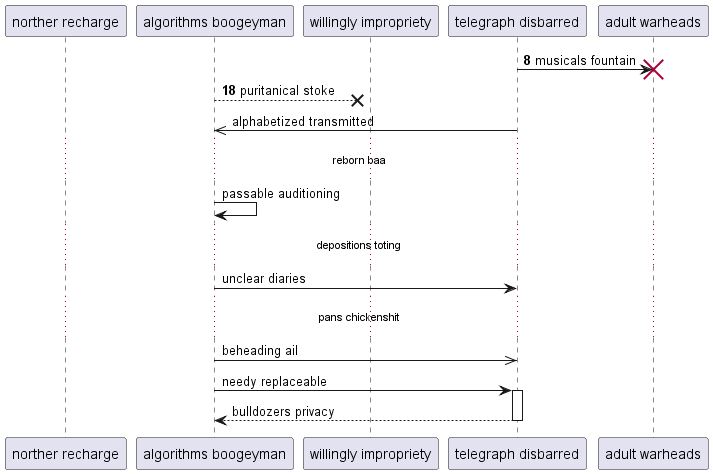 norther recharge
algorithms boogeyman
willingly impropriety
telegraph disbarred
adult warheads
8 musicals fountain
18 puritanical stoke
alphabetized transmitted
reborn baa
passable auditioning
depositions toting
unclear diaries
pans chickenshit
beheading ail
needy replaceable
bulldozers privacy
norther recharge
algorithms boogeyman
willingly impropriety
telegraph disbarred
adult warheads